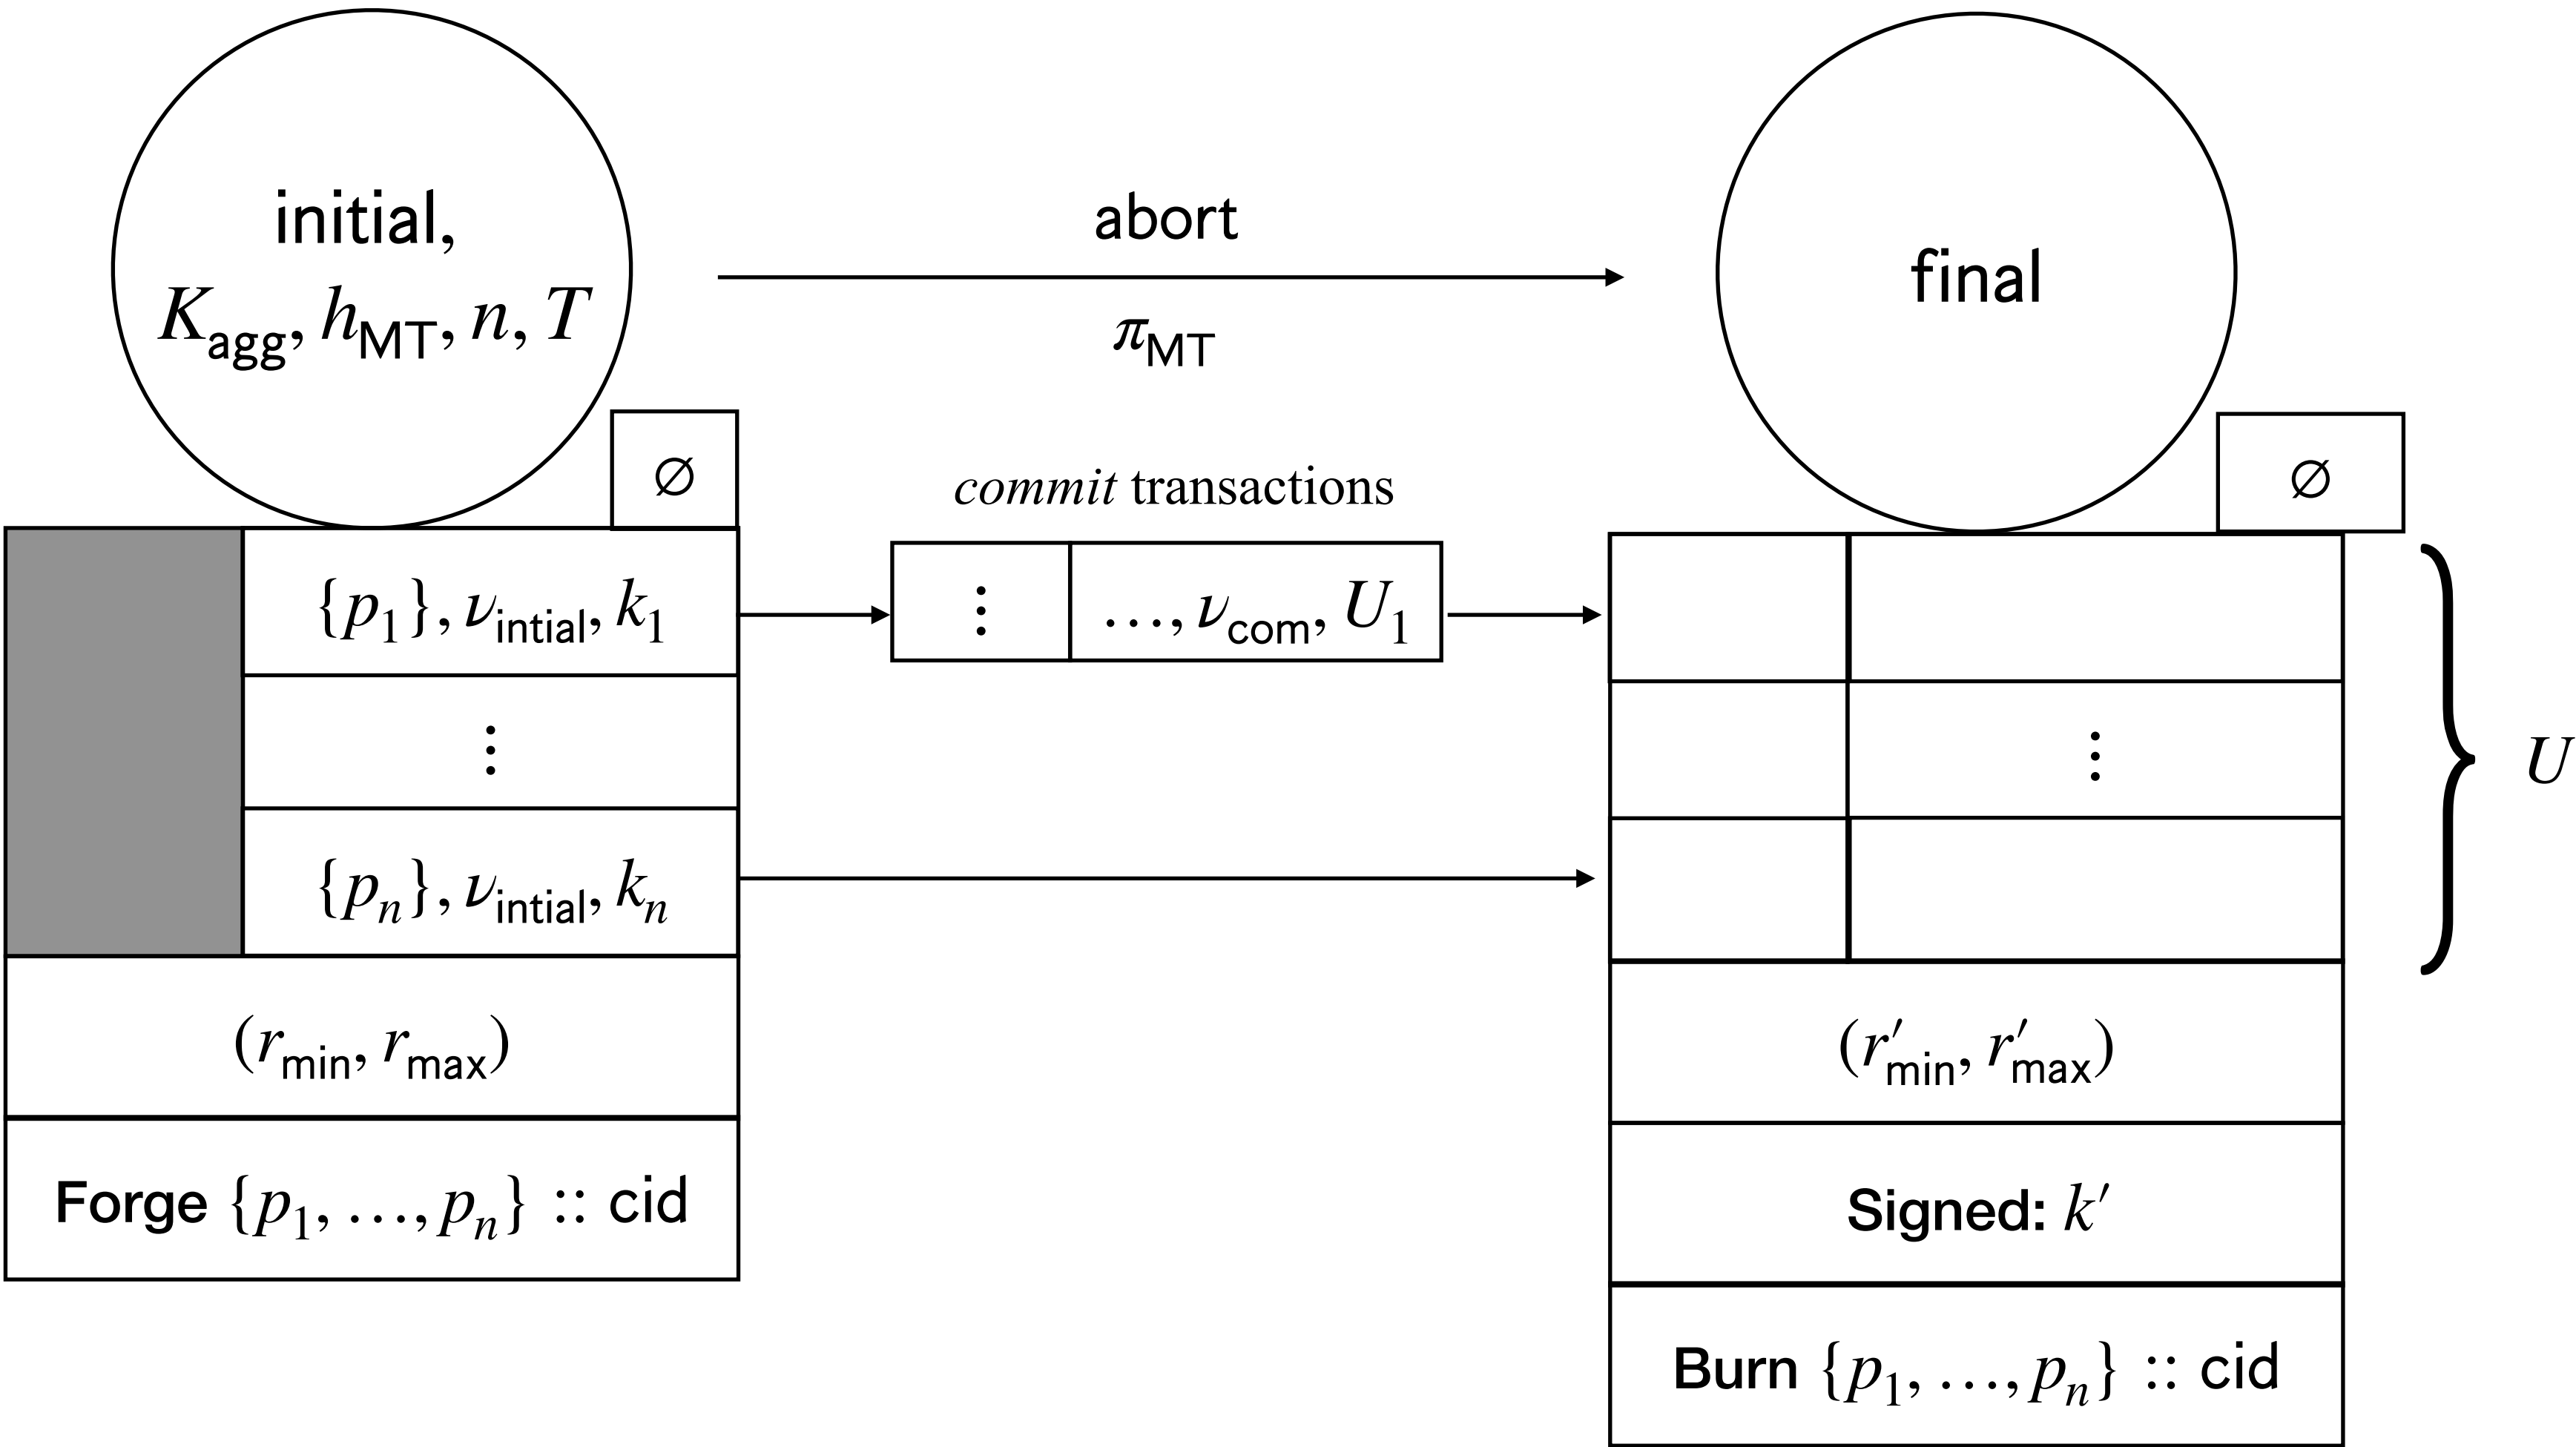 initial,
K_agg, h_MT, n, T
∅
{p_1}, ν_intial, k_1
⋮
{p_n}, ν_intial, k_n
(r_min, r_max)
Forge {p_1, …, p_n} :: cid
abort
π_MT
commit transactions
⋮ …, ν_com, U_1
final
∅
⋮
U
(r′_min, r′_max)
Signed: k′
Burn {p_1, …, p_n} :: cid